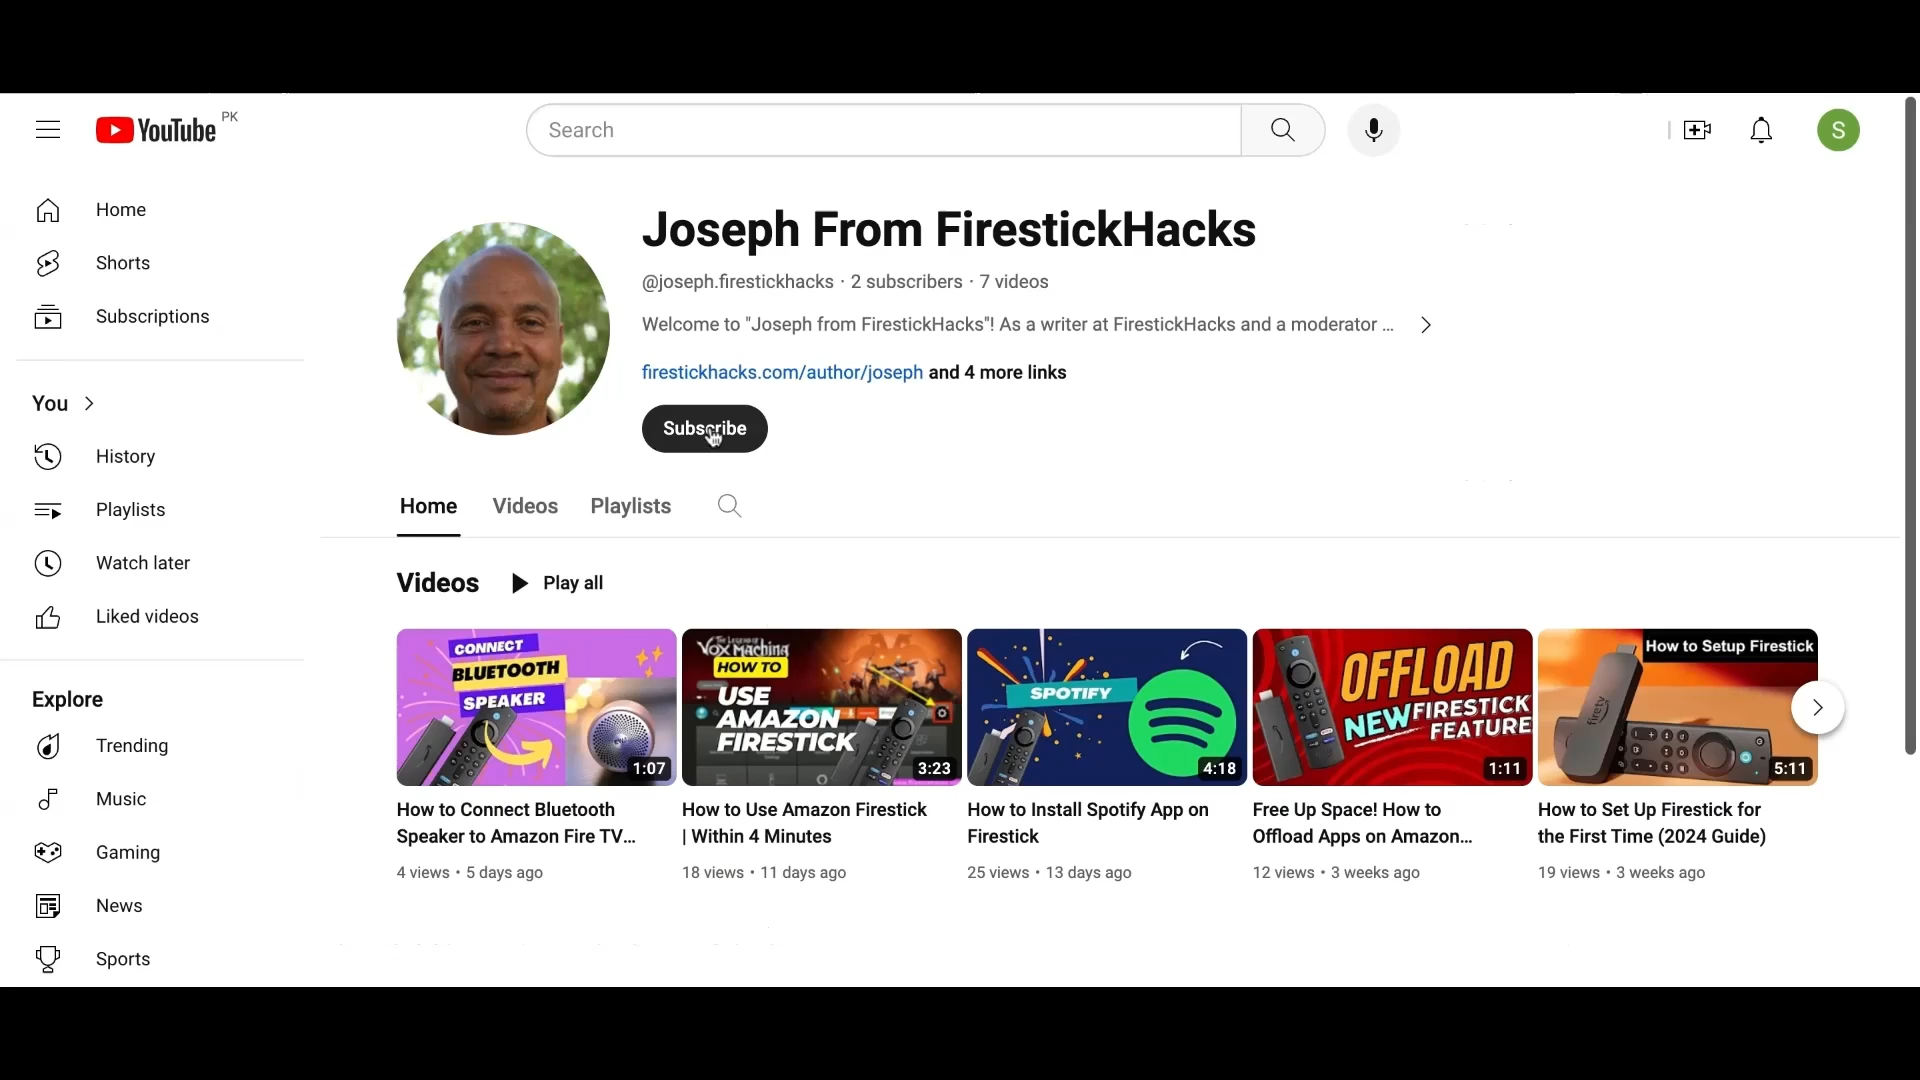 YouTube PK
Search
S
Home
Shorts
Subscriptions
You
History
Playlists
Watch later
Liked videos
Explore
Trending
Music
Gaming
News
Sports
Joseph From FirestickHacks
@joseph.firestickhacks · 2 subscribers · 7 videos
Welcome to "Joseph from FirestickHacks"! As a writer at FirestickHacks and a moderator ...
firestickhacks.com/author/joseph and 4 more links
Subscribe
Home Videos Playlists
Videos Play all
CONNECT
BLUETOOTH
SPEAKER
1:07
How to Connect Bluetooth
Speaker to Amazon Fire TV...
4 views • 5 days ago
THE LEGEND OF
VOX MACHINA
HOW TO
USE
AMAZON
FIRESTICK
3:23
How to Use Amazon Firestick
| Within 4 Minutes
18 views • 11 days ago
SPOTIFY
4:18
How to Install Spotify App on
Firestick
25 views • 13 days ago
OFFLOAD
NEW FIRESTICK
FEATURE
1:11
Free Up Space! How to
Offload Apps on Amazon...
12 views • 3 weeks ago
How to Setup Firestick
firetv
5:11
How to Set Up Firestick for
the First Time (2024 Guide)
19 views • 3 weeks ago